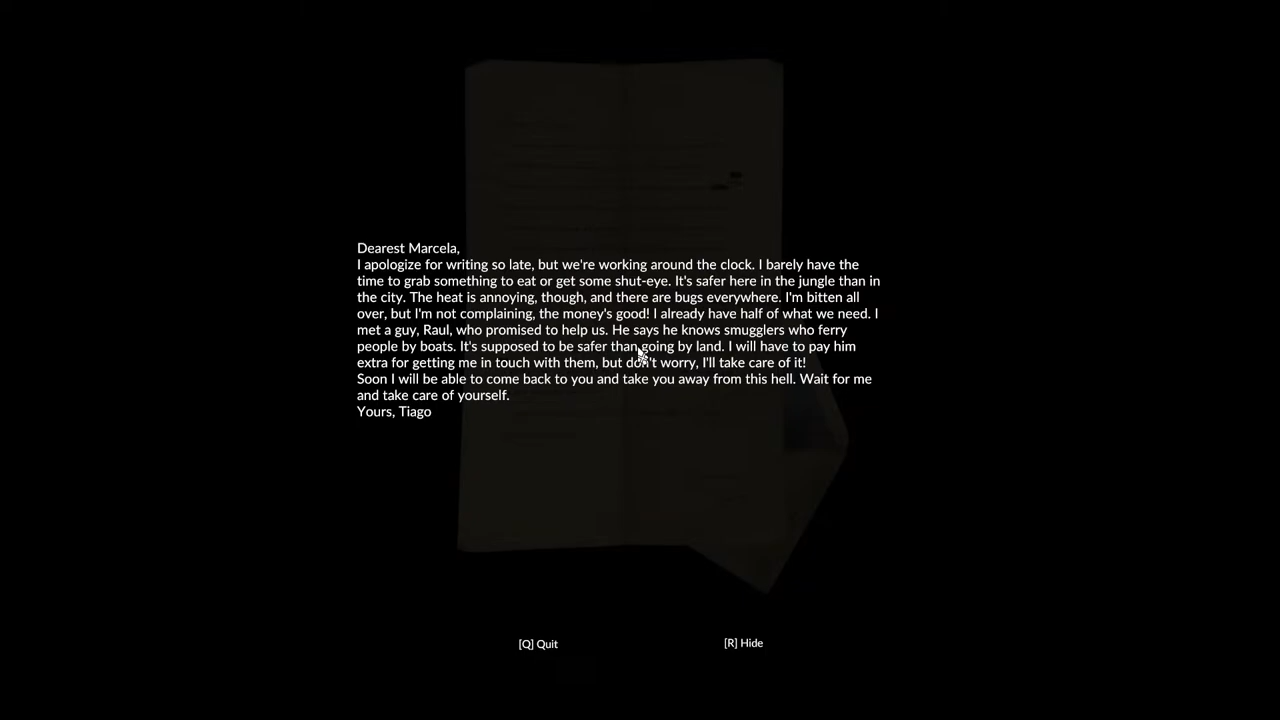 Dearest Marcela,
I apologize for writing so late, but we're working around the clock. I barely have the
time to grab something to eat or get some shut-eye. It's safer here in the jungle than in
the city. The heat is annoying, though, and there are bugs everywhere. I'm bitten all
over, but I'm not complaining, the money's good! I already have half of what we need. I
met a guy, Raul, who promised to help us. He says he knows smugglers who ferry
people by boats. It's supposed to be safer than going by land. I will have to pay him
extra for getting me in touch with them, but don't worry, I'll take care of it!
Soon I will be able to come back to you and take you away from this hell. Wait for me
and take care of yourself.
Yours, Tiago
[Q] Quit
[R] Hide